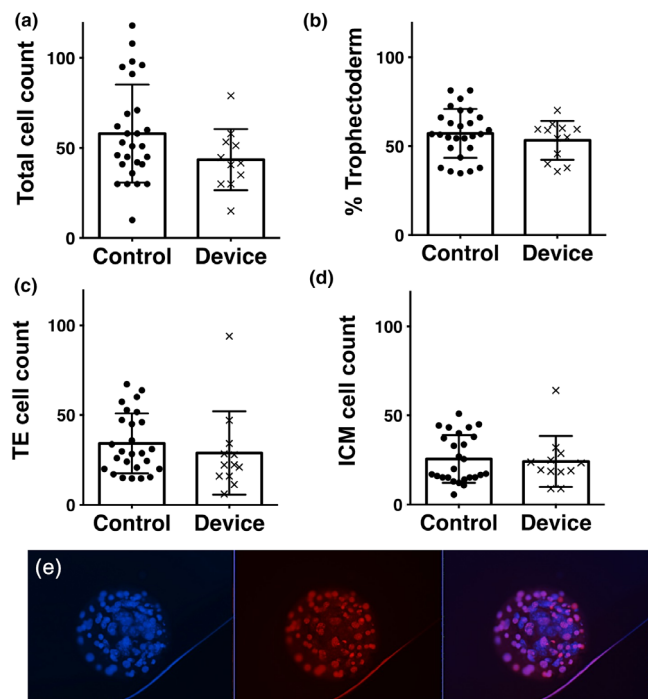 (a)
Total cell count
100
50
0
Control Device
(b)
% Trophectoderm
100
50
0
Control Device
(c)
TE cell count
100
50
0
Control Device
(d)
ICM cell count
100
50
0
Control Device
(e)